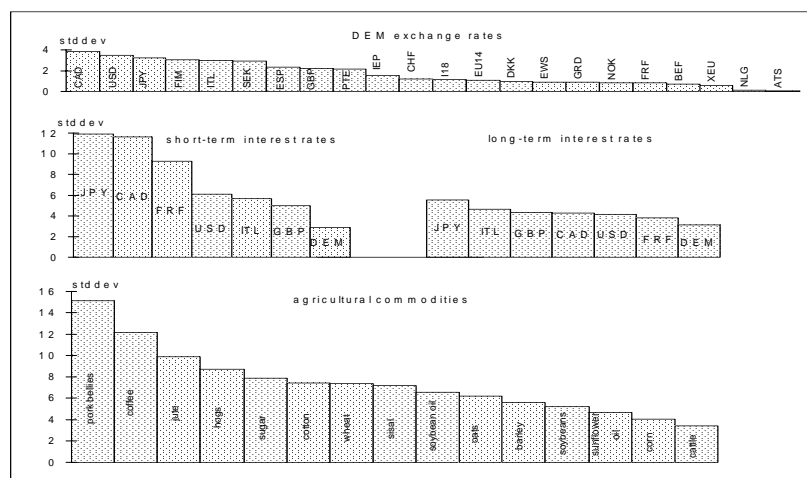 DEM exchange rates
std dev
4
2
0
CAD
USD
JPY
FIM
ITL
SEK
ESP
GBP
PTE
IEP
CHF
I18
EU14
DKK
EWS
GRD
NOK
FRF
BEF
XEU
NLG
ATS
std dev
12
10
8
6
4
2
0
short-term interest rates
JPY
CAD
FRF
USD
ITL
GBP
DEM
long-term interest rates
JPY
ITL
GBP
CAD
USD
FRF
DEM
std dev
16
14
12
10
8
6
4
2
0
agricultural commodities
pork bellies
coffee
jute
hogs
sugar
cotton
wheat
sisal
soybean oil
oats
barley
soybeans
sunflower
oil
corn
cattle